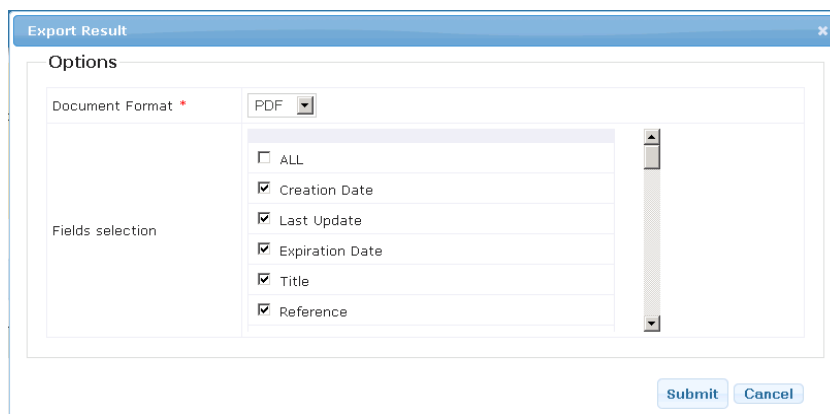 Export Result
Options
Document Format *
PDF
Fields selection
ALL
Creation Date
Last Update
Expiration Date
Title
Reference
Submit
Cancel